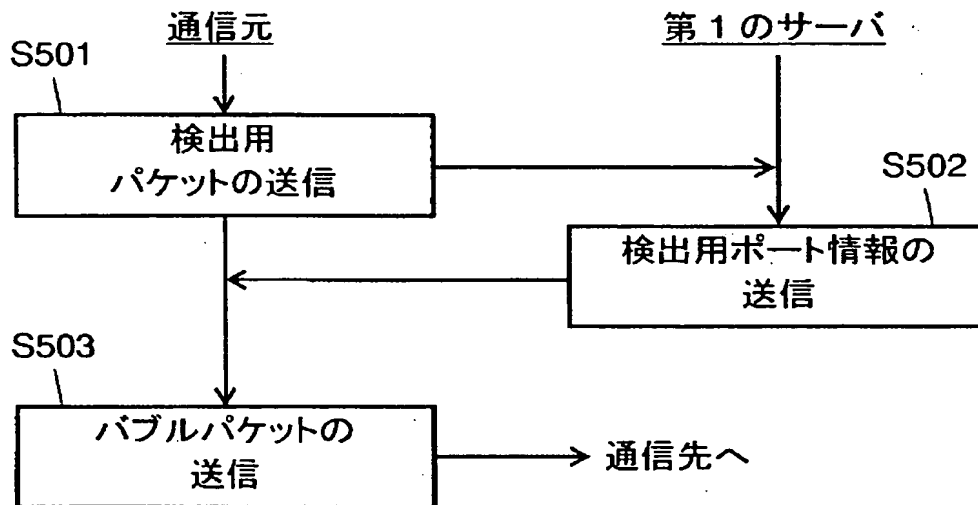 通信元
第1のサーバ
S501
検出用
パケットの送信
S502
検出用ポート情報の
送信
S503
バブルパケットの
送信
通信先へ